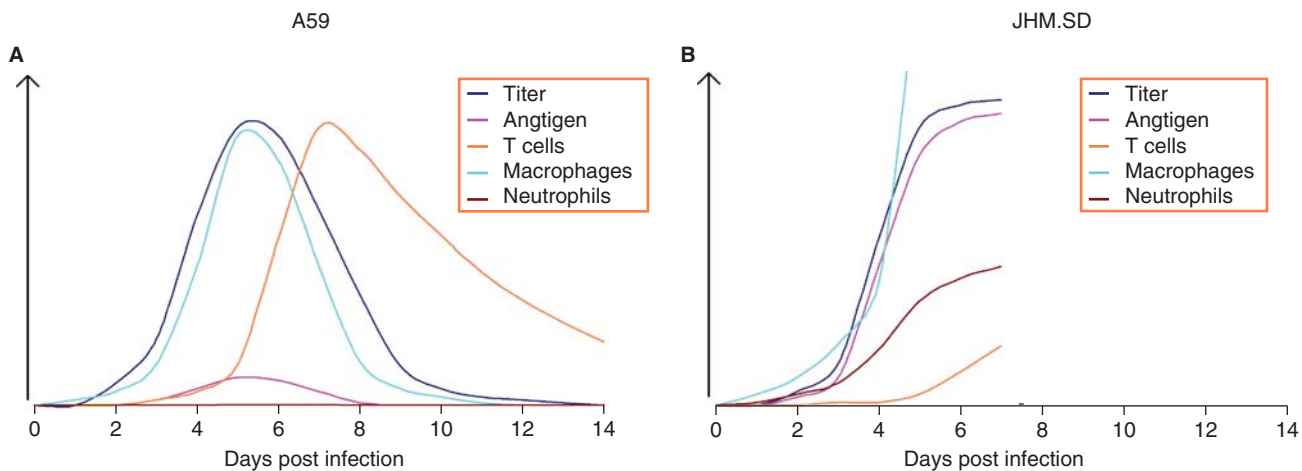 A59
JHM.SD
A
Titer
Angtigen
T cells
Macrophages
Neutrophils
0 2 4 6 8 10 12 14
Days post infection
B
Titer
Angtigen
T cells
Macrophages
Neutrophils
0 2 4 6 8 10 12 14
Days post infection